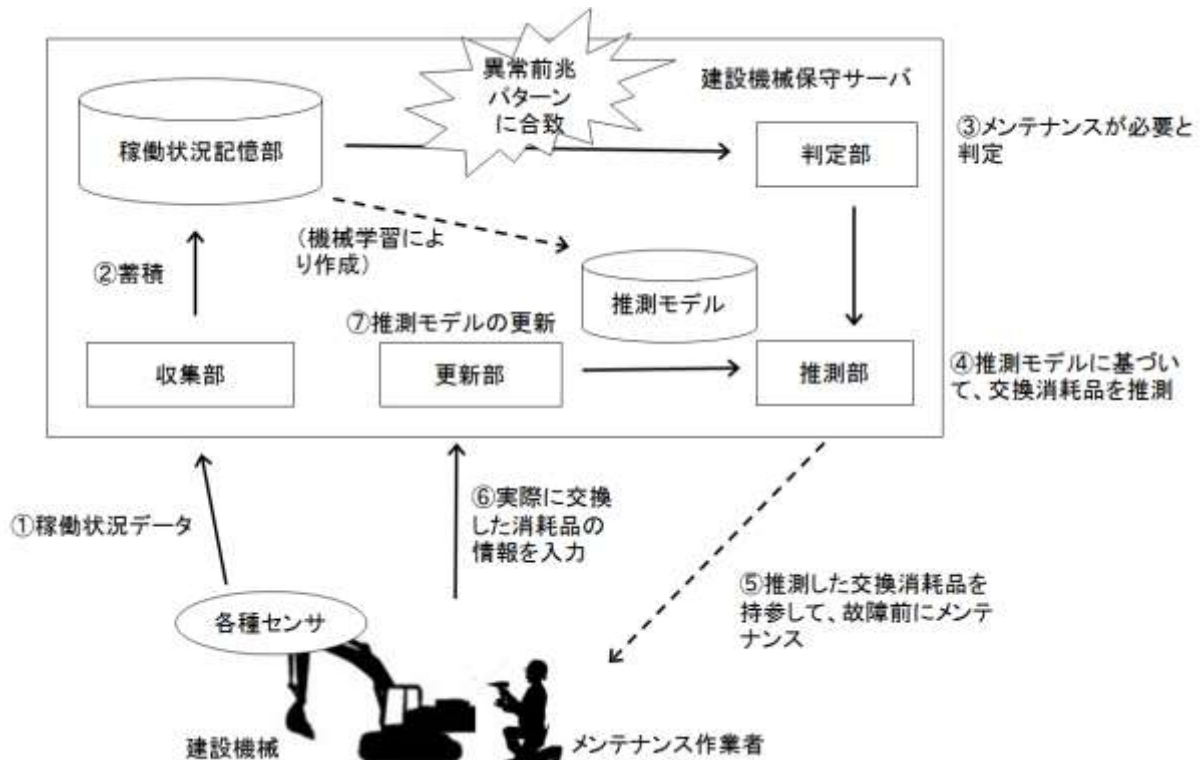 異常前兆
パターン
に合致
建設機械保守サーバ
稼働状況記憶部
判定部
③メンテナンスが必要と
判定
(機械学習によ
り作成)
②蓄積
推測モデル
⑦推測モデルの更新
収集部
更新部
推測部
④推測モデルに基づい
て、交換消耗品を推測
①稼働状況データ
⑥実際に交換
した消耗品の
情報を入力
⑤推測した交換消耗品を
持参して、故障前にメンテ
ナンス
各種センサ
建設機械
メンテナンス作業者